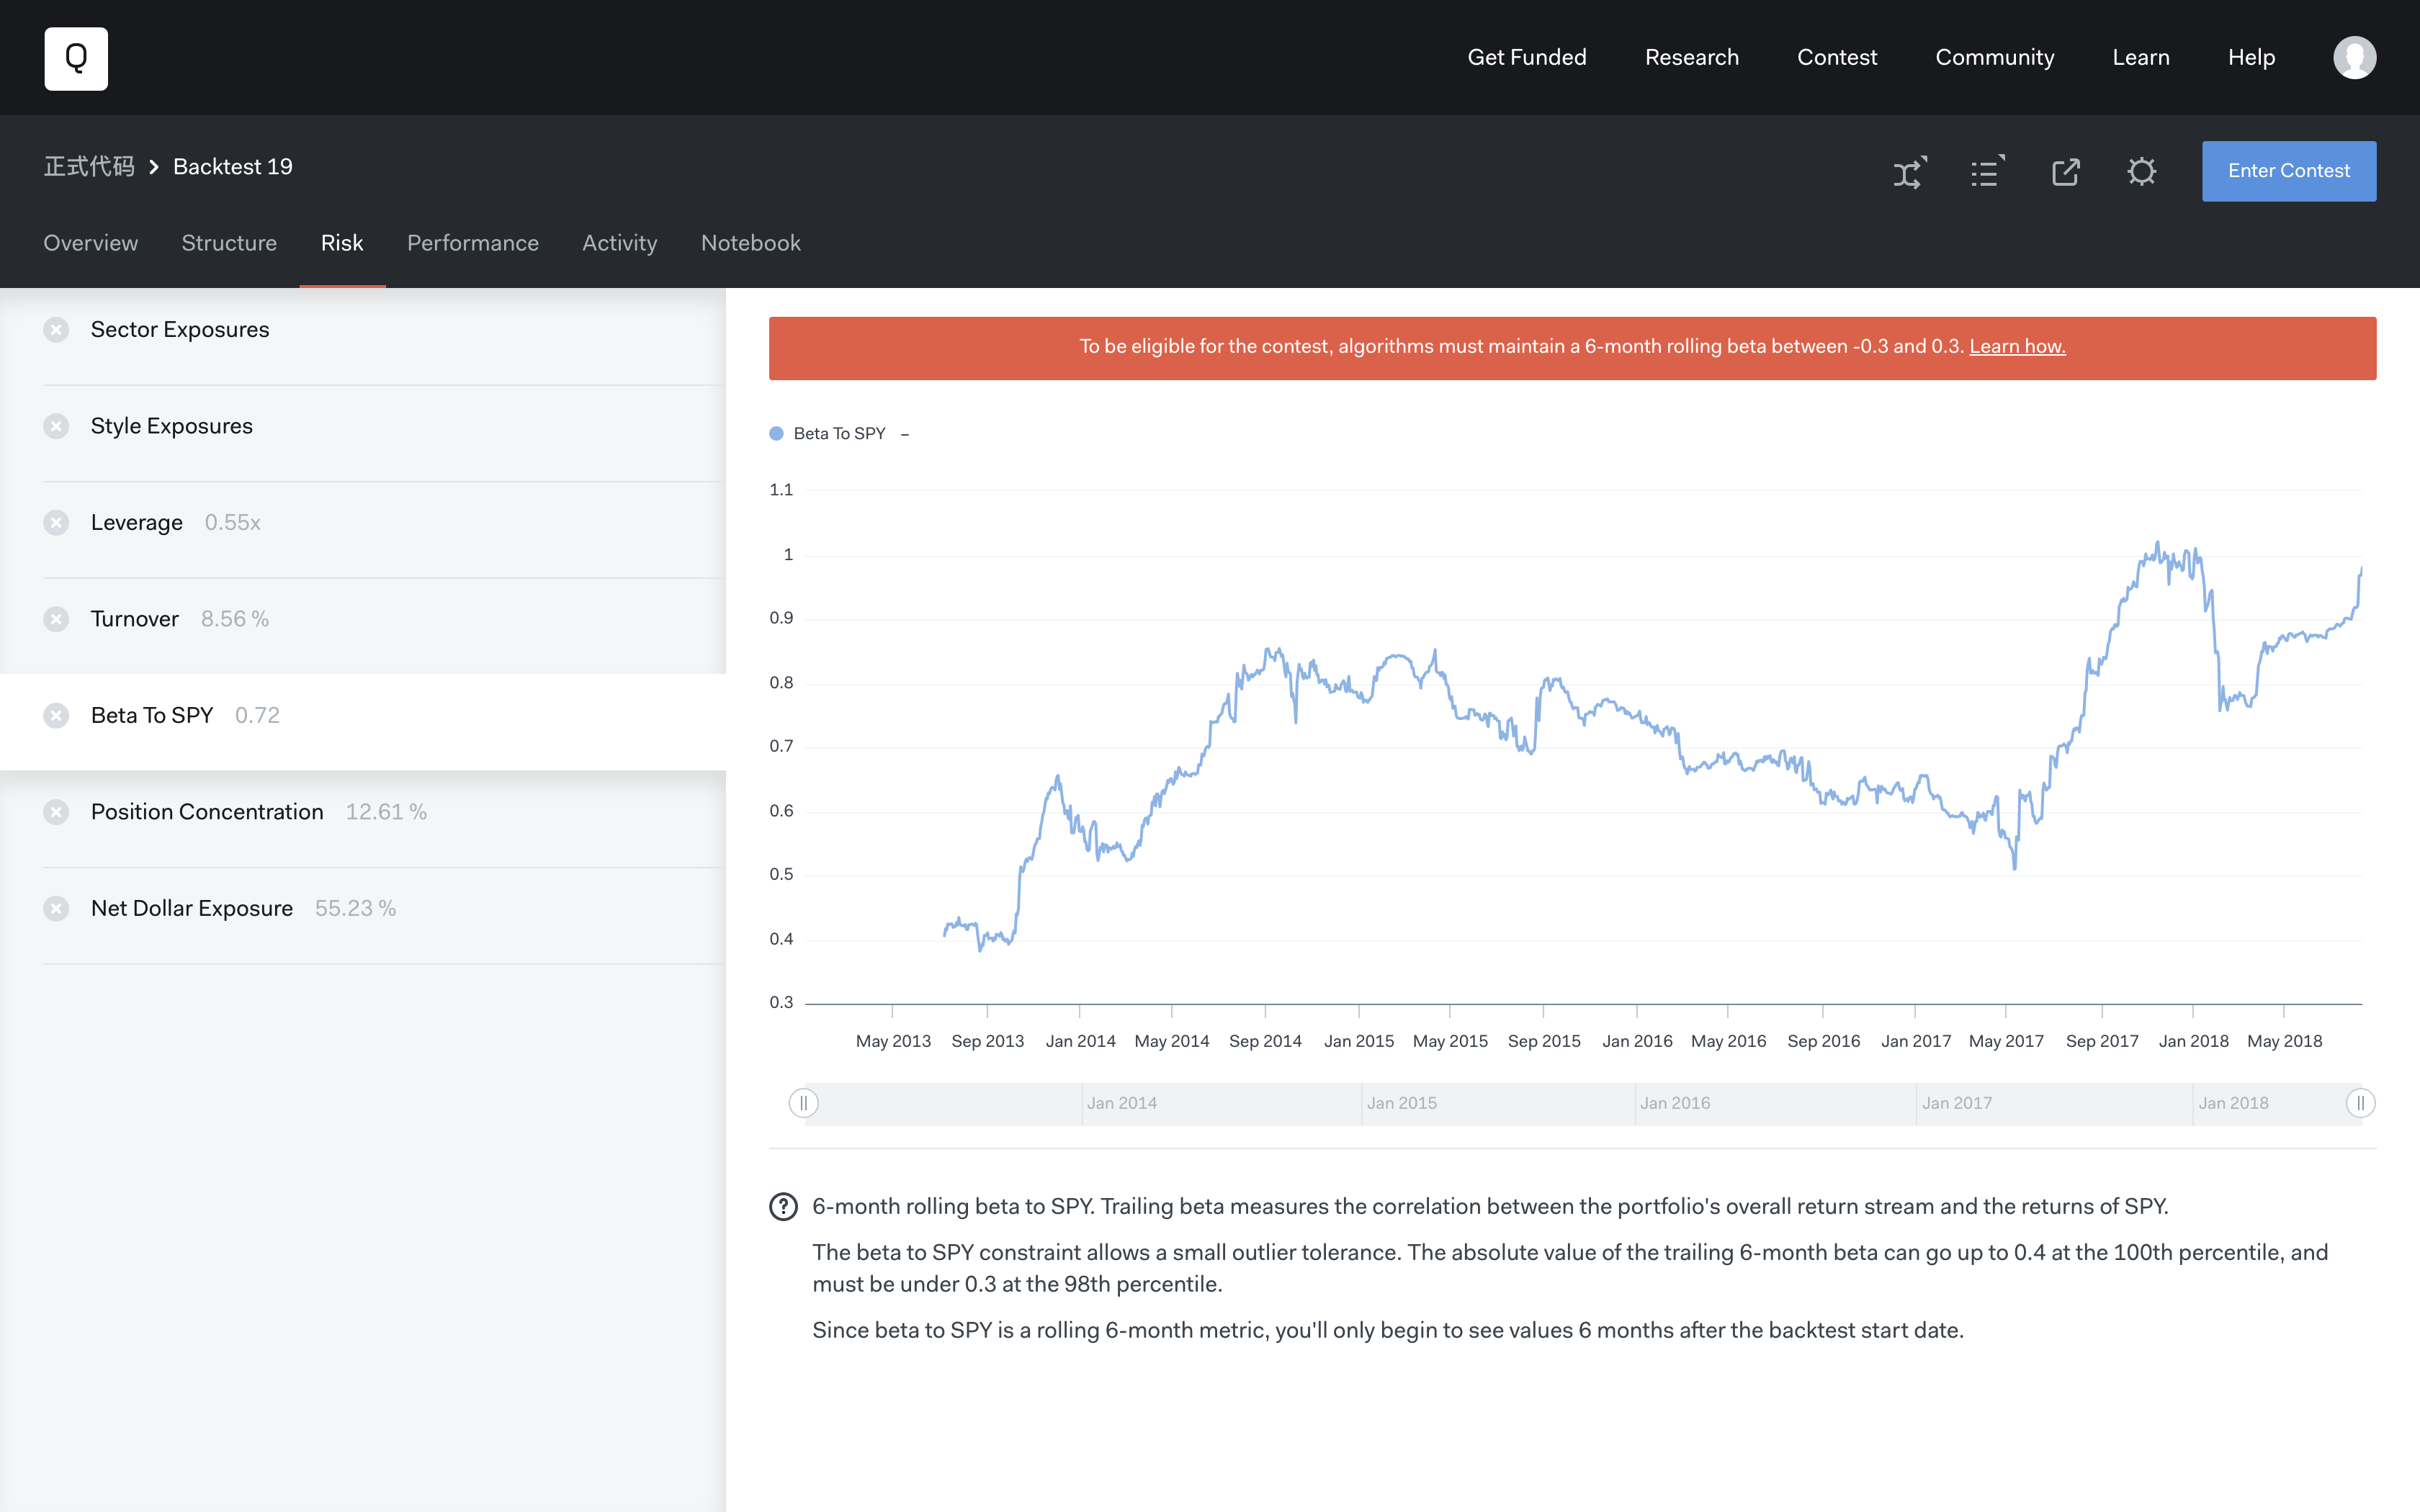 Q
Get Funded
Research
Contest
Community
Learn
Help
正式代码
Backtest 19
Enter Contest
Overview
Structure
Risk
Performance
Activity
Notebook
Sector Exposures
Style Exposures
Leverage 0.55x
Turnover 8.56 %
Beta To SPY 0.72
Position Concentration 12.61 %
Net Dollar Exposure 55.23 %
To be eligible for the contest, algorithms must maintain a 6-month rolling beta between -0.3 and 0.3. Learn how.
Beta To SPY –
1.1
1
0.9
0.8
0.7
0.6
0.5
0.4
0.3
May 2013
Sep 2013
Jan 2014
May 2014
Sep 2014
Jan 2015
May 2015
Sep 2015
Jan 2016
May 2016
Sep 2016
Jan 2017
May 2017
Sep 2017
Jan 2018
May 2018
Jan 2014
Jan 2015
Jan 2016
Jan 2017
Jan 2018
6-month rolling beta to SPY. Trailing beta measures the correlation between the portfolio's overall return stream and the returns of SPY.
The beta to SPY constraint allows a small outlier tolerance. The absolute value of the trailing 6-month beta can go up to 0.4 at the 100th percentile, and
must be under 0.3 at the 98th percentile.
Since beta to SPY is a rolling 6-month metric, you'll only begin to see values 6 months after the backtest start date.